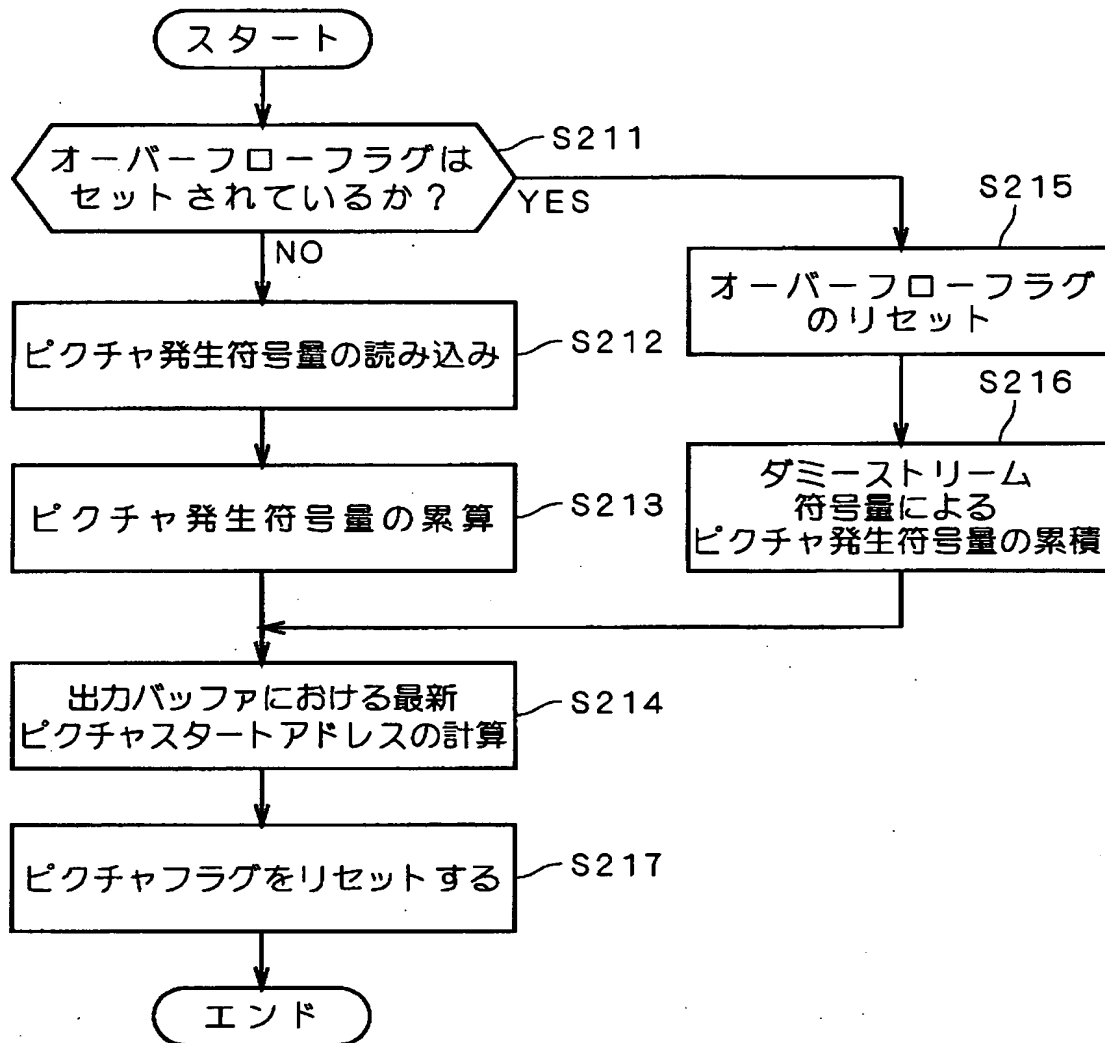 スタート
オーバーフローフラグは
セットされているか？
S211
YES
NO
S215
オーバーフローフラグ
のリセット
ピクチャ発生符号量の読み込み
S212
S216
ダミーストリーム
符号量による
ピクチャ発生符号量の累積
ピクチャ発生符号量の累算
S213
出力バッファにおける最新
ピクチャスタートアドレスの計算
S214
ピクチャフラグをリセットする
S217
エンド